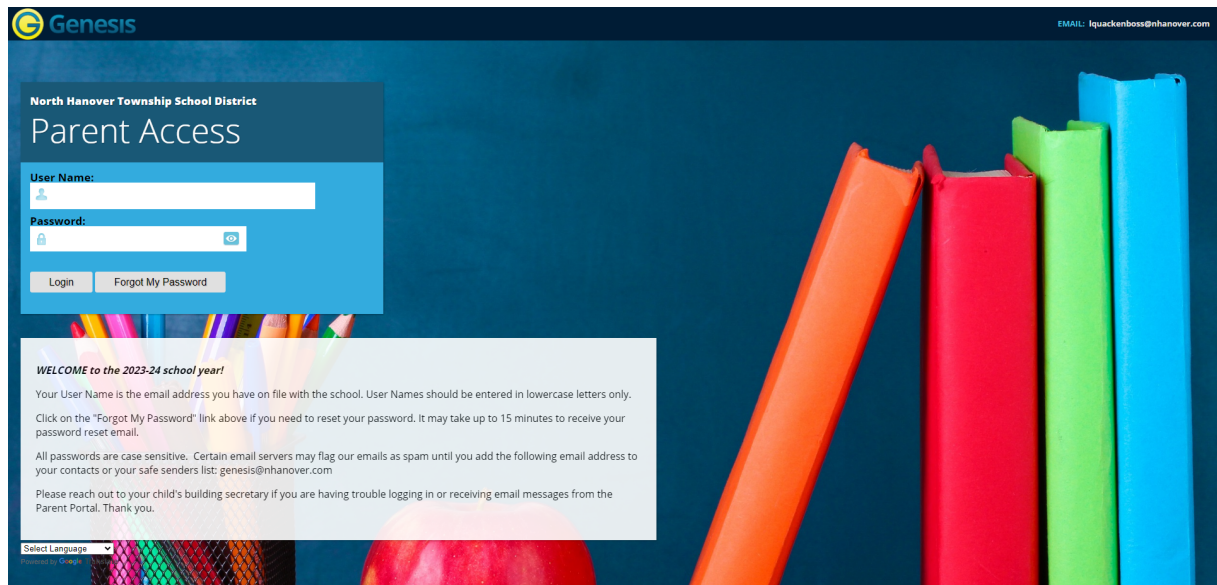 Genesis
EMAIL: lquackenboss@nhanover.com
North Hanover Township School District
Parent Access
User Name:
Password:
Login Forgot My Password
WELCOME to the 2023-24 school year!
Your User Name is the email address you have on file with the school. User Names should be entered in lowercase letters only.
Click on the "Forgot My Password" link above if you need to reset your password. It may take up to 15 minutes to receive your
password reset email.
All passwords are case sensitive. Certain email servers may flag our emails as spam until you add the following email address to
your contacts or your safe senders list: genesis@nhanover.com
Please reach out to your child's building secretary if you are having trouble logging in or receiving email messages from the
Parent Portal. Thank you.
Select Language
Powered by Google